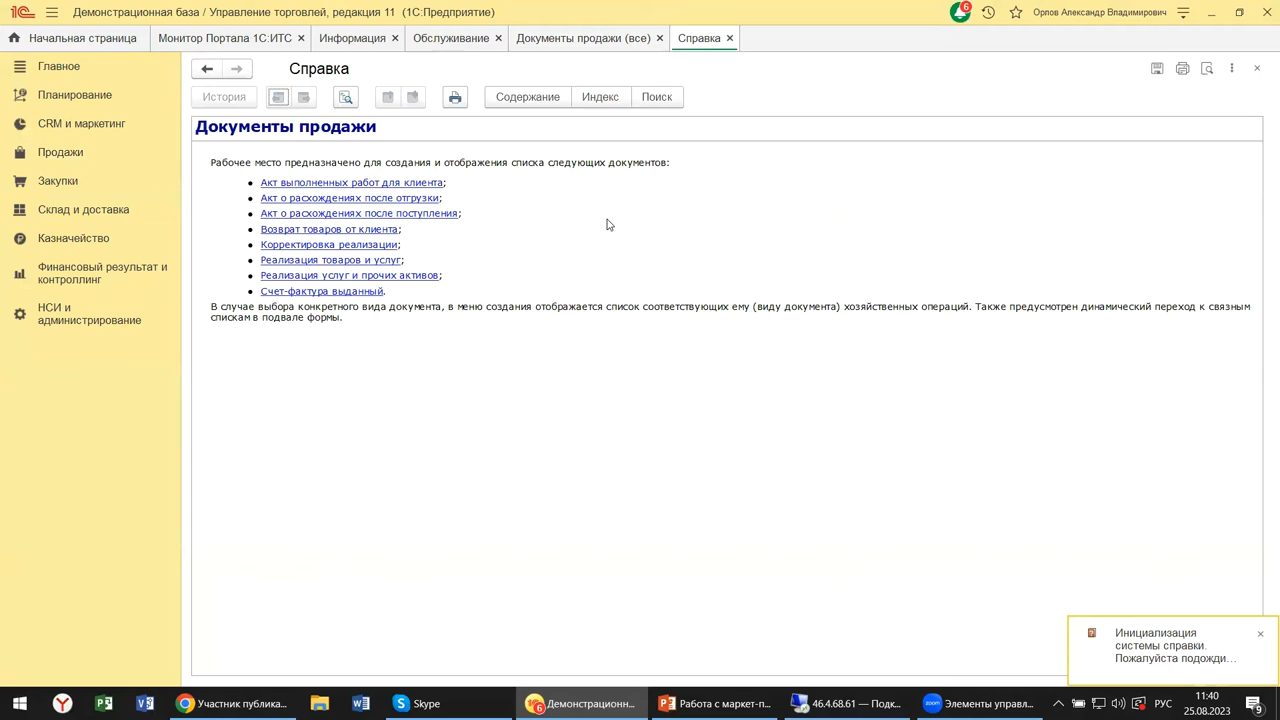 Демонстрационная база / Управление торговлей, редакция 11 (1С:Предприятие)
6
Орлов Александр Владимирович
Начальная страница
Монитор Портала 1С:ИТС ×
Информация ×
Обслуживание ×
Документы продажи (все) ×
Справка ×
Главное
Планирование
CRM и маркетинг
Продажи
Закупки
Склад и доставка
Казначейство
Финансовый результат и
контроллинг
НСИ и
администрирование
Справка
История
Содержание
Индекс
Поиск
Документы продажи
Рабочее место предназначено для создания и отображения списка следующих документов:
• Акт выполненных работ для клиента;
• Акт о расхождениях после отгрузки;
• Акт о расхождениях после поступления;
• Возврат товаров от клиента;
• Корректировка реализации;
• Реализация товаров и услуг;
• Реализация услуг и прочих активов;
• Счет-фактура выданный.
В случае выбора конкретного вида документа, в меню создания отображается список соответствующих ему (виду документа) хозяйственных операций. Также предусмотрен динамический переход к связным
спискам в подвале формы.
Инициализация
системы справки.
Пожалуйста подожди...
Участник публика...
Skype
6
Демонстрационн...
Работа с маркет-п...
46.4.68.61 — Подк...
zoom
Элементы управл...
РУС
11:40
25.08.2023
9